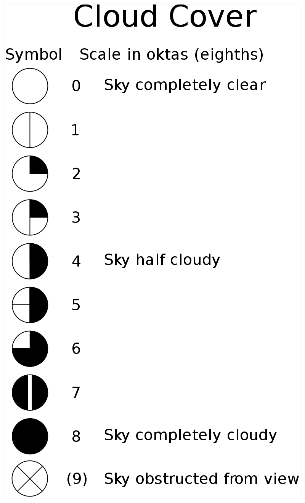 Cloud Cover
Symbol Scale in oktas (eighths)
0 Sky completely clear
1
2
3
4 Sky half cloudy
5
6
7
8 Sky completely cloudy
(9) Sky obstructed from view